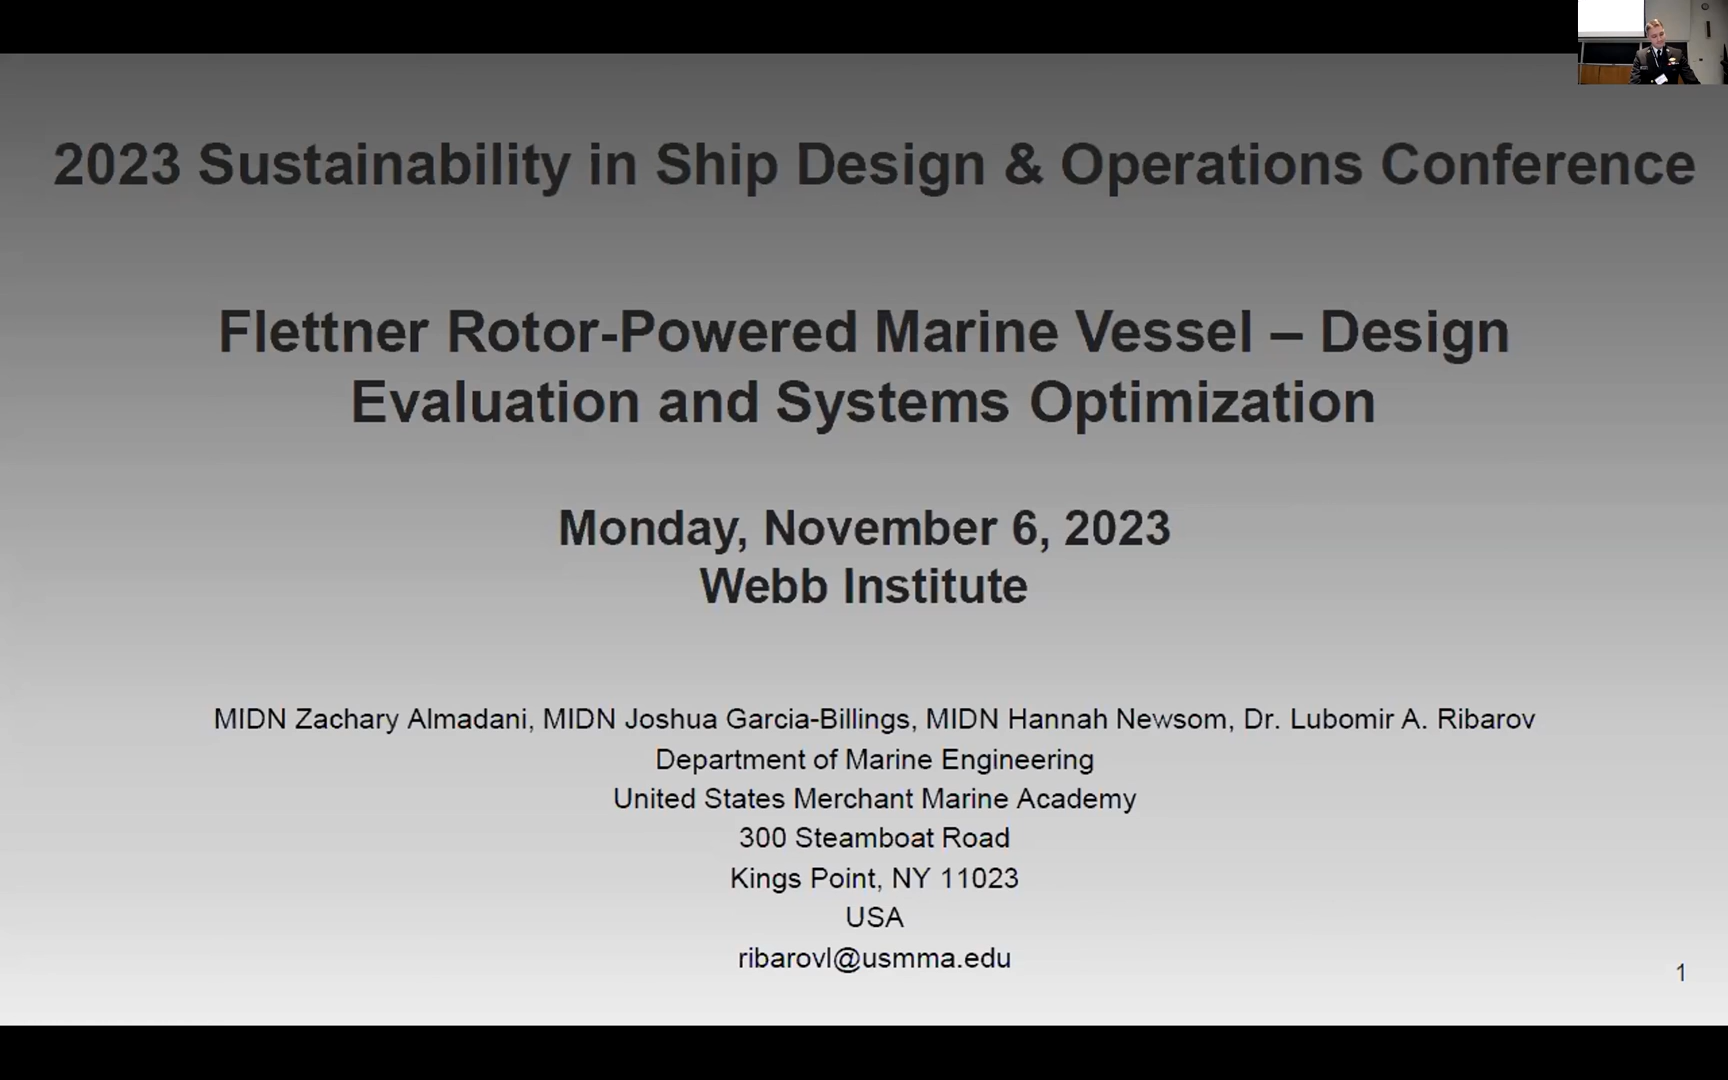 2023 Sustainability in Ship Design & Operations Conference
Flettner Rotor-Powered Marine Vessel – Design
Evaluation and Systems Optimization
Monday, November 6, 2023
Webb Institute
MIDN Zachary Almadani, MIDN Joshua Garcia-Billings, MIDN Hannah Newsom, Dr. Lubomir A. Ribarov
Department of Marine Engineering
United States Merchant Marine Academy
300 Steamboat Road
Kings Point, NY 11023
USA
ribarovl@usmma.edu
1